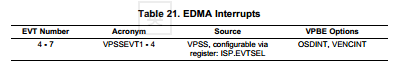 Table 21. EDMA Interrupts
EVT Number Acronym Source VPBE Options
4 • 7 VPSSEVT1 • 4 VPSS, configurable via OSDINT, VENCINT
register: ISP.EVTSEL